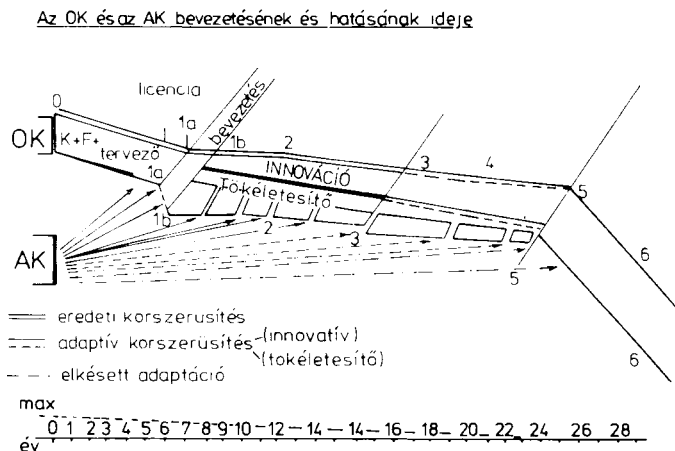 Az OK és az AK bevezetésének és hatásának ideje
licencia
bevezetés
0
1a
1b
2
3
4
5
6
OK
K+F+
tervező
1a
INNOVÁCIÓ
Tökéletesítő
1b
2
3
5
6
AK
eredeti korszerüsítés
adaptív korszerüsítés (innovatív)
(tökéletesítő)
elkésett adaptáció
max
0 1 2 3 4 5 6 7 8 9 10 – 12 – 14 – 14 – 16 – 18 – 20 – 22 – 24 26 28
év